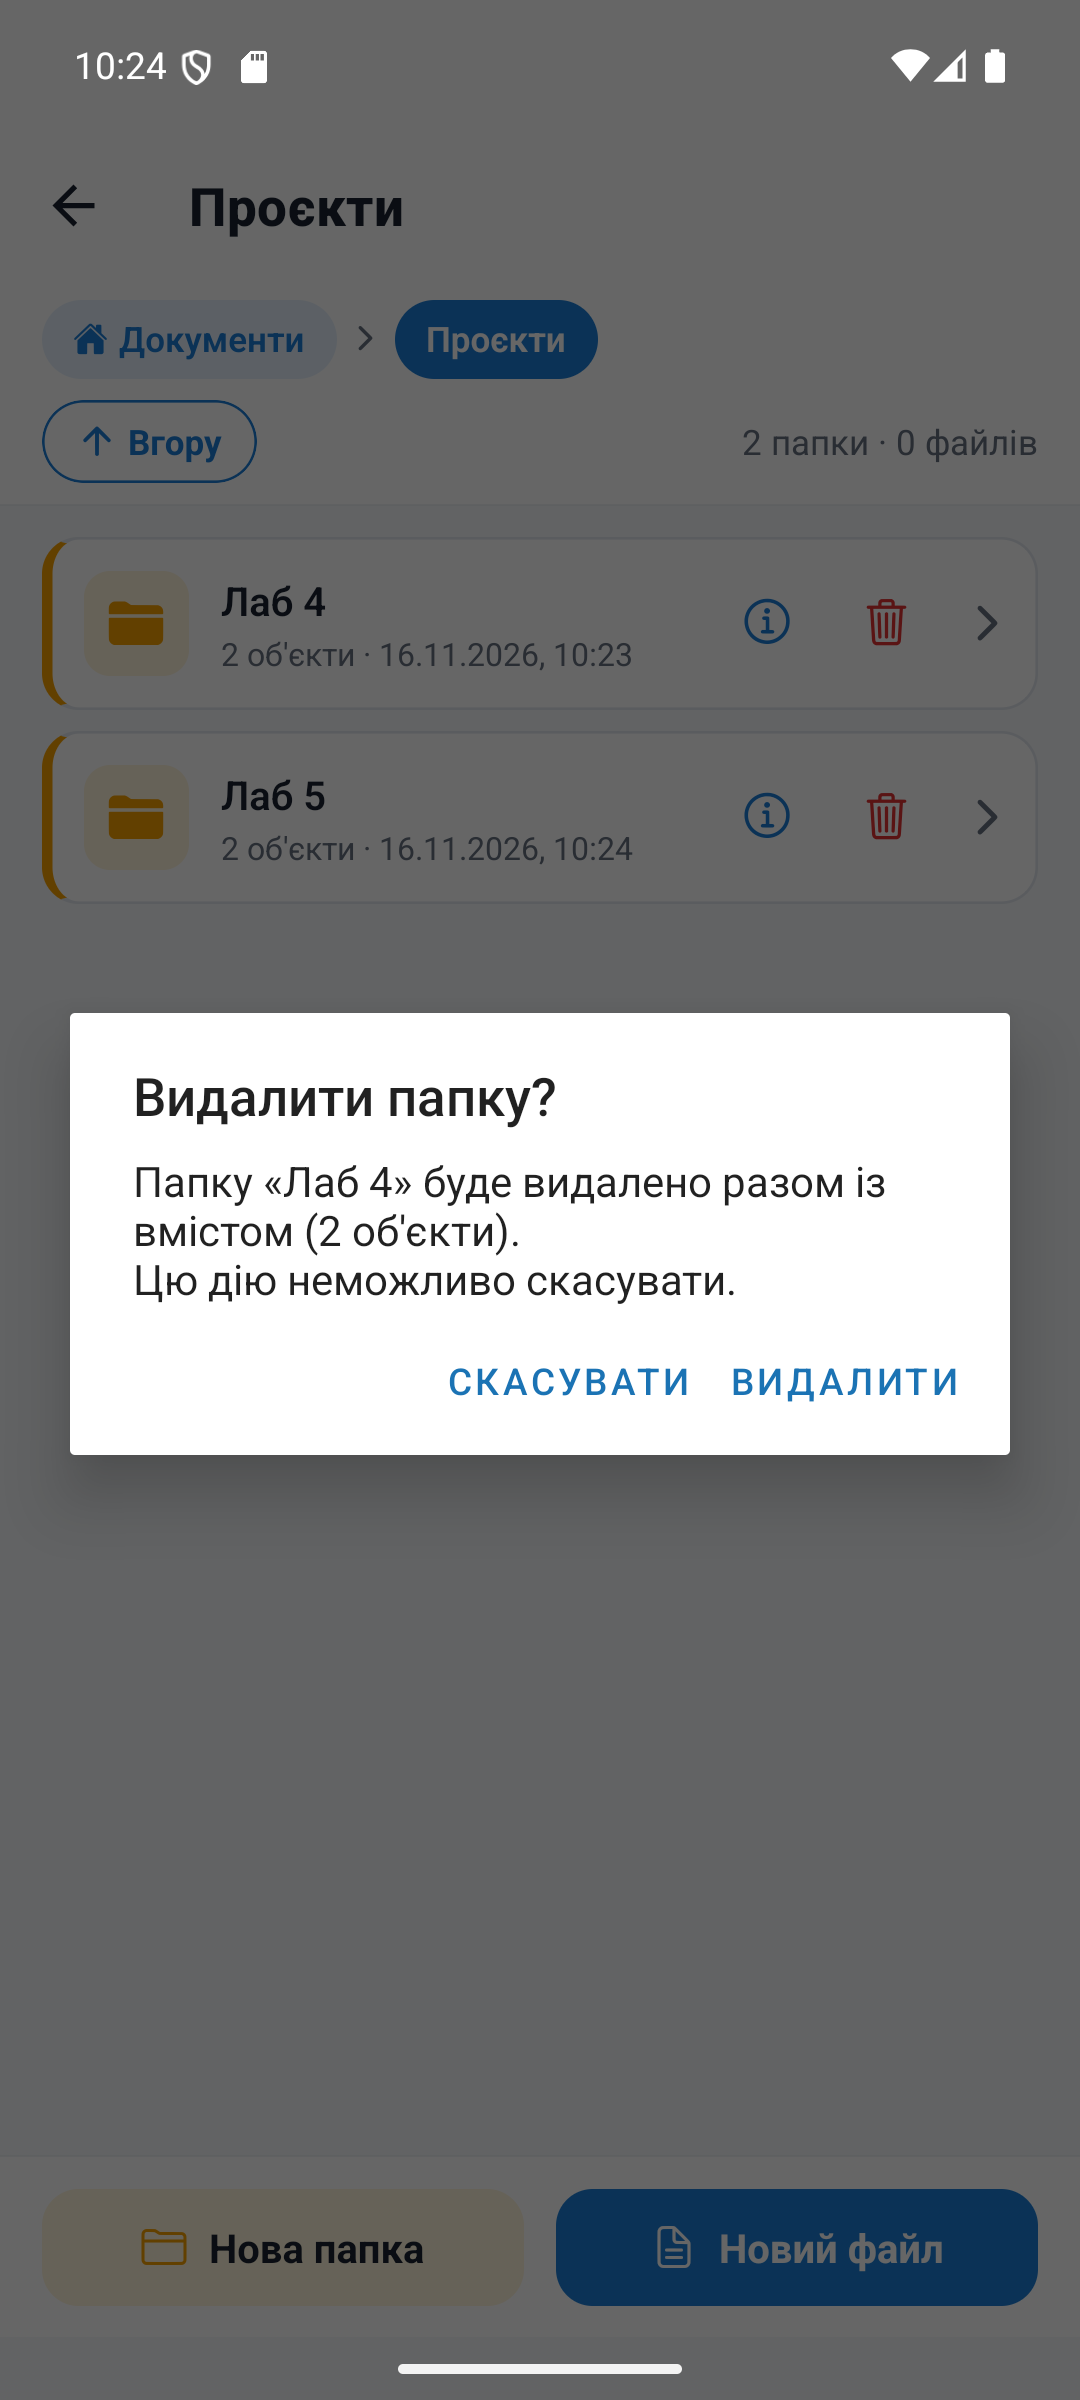 10:24
Проєкти
Документи
Проєкти
Вгору
2 папки · 0 файлів
Лаб 4
2 об'єкти · 16.11.2026, 10:23
Лаб 5
2 об'єкти · 16.11.2026, 10:24
Видалити папку?
Папку «Лаб 4» буде видалено разом із
вмістом (2 об'єкти).
Цю дію неможливо скасувати.
СКАСУВАТИ ВИДАЛИТИ
Нова папка
Новий файл